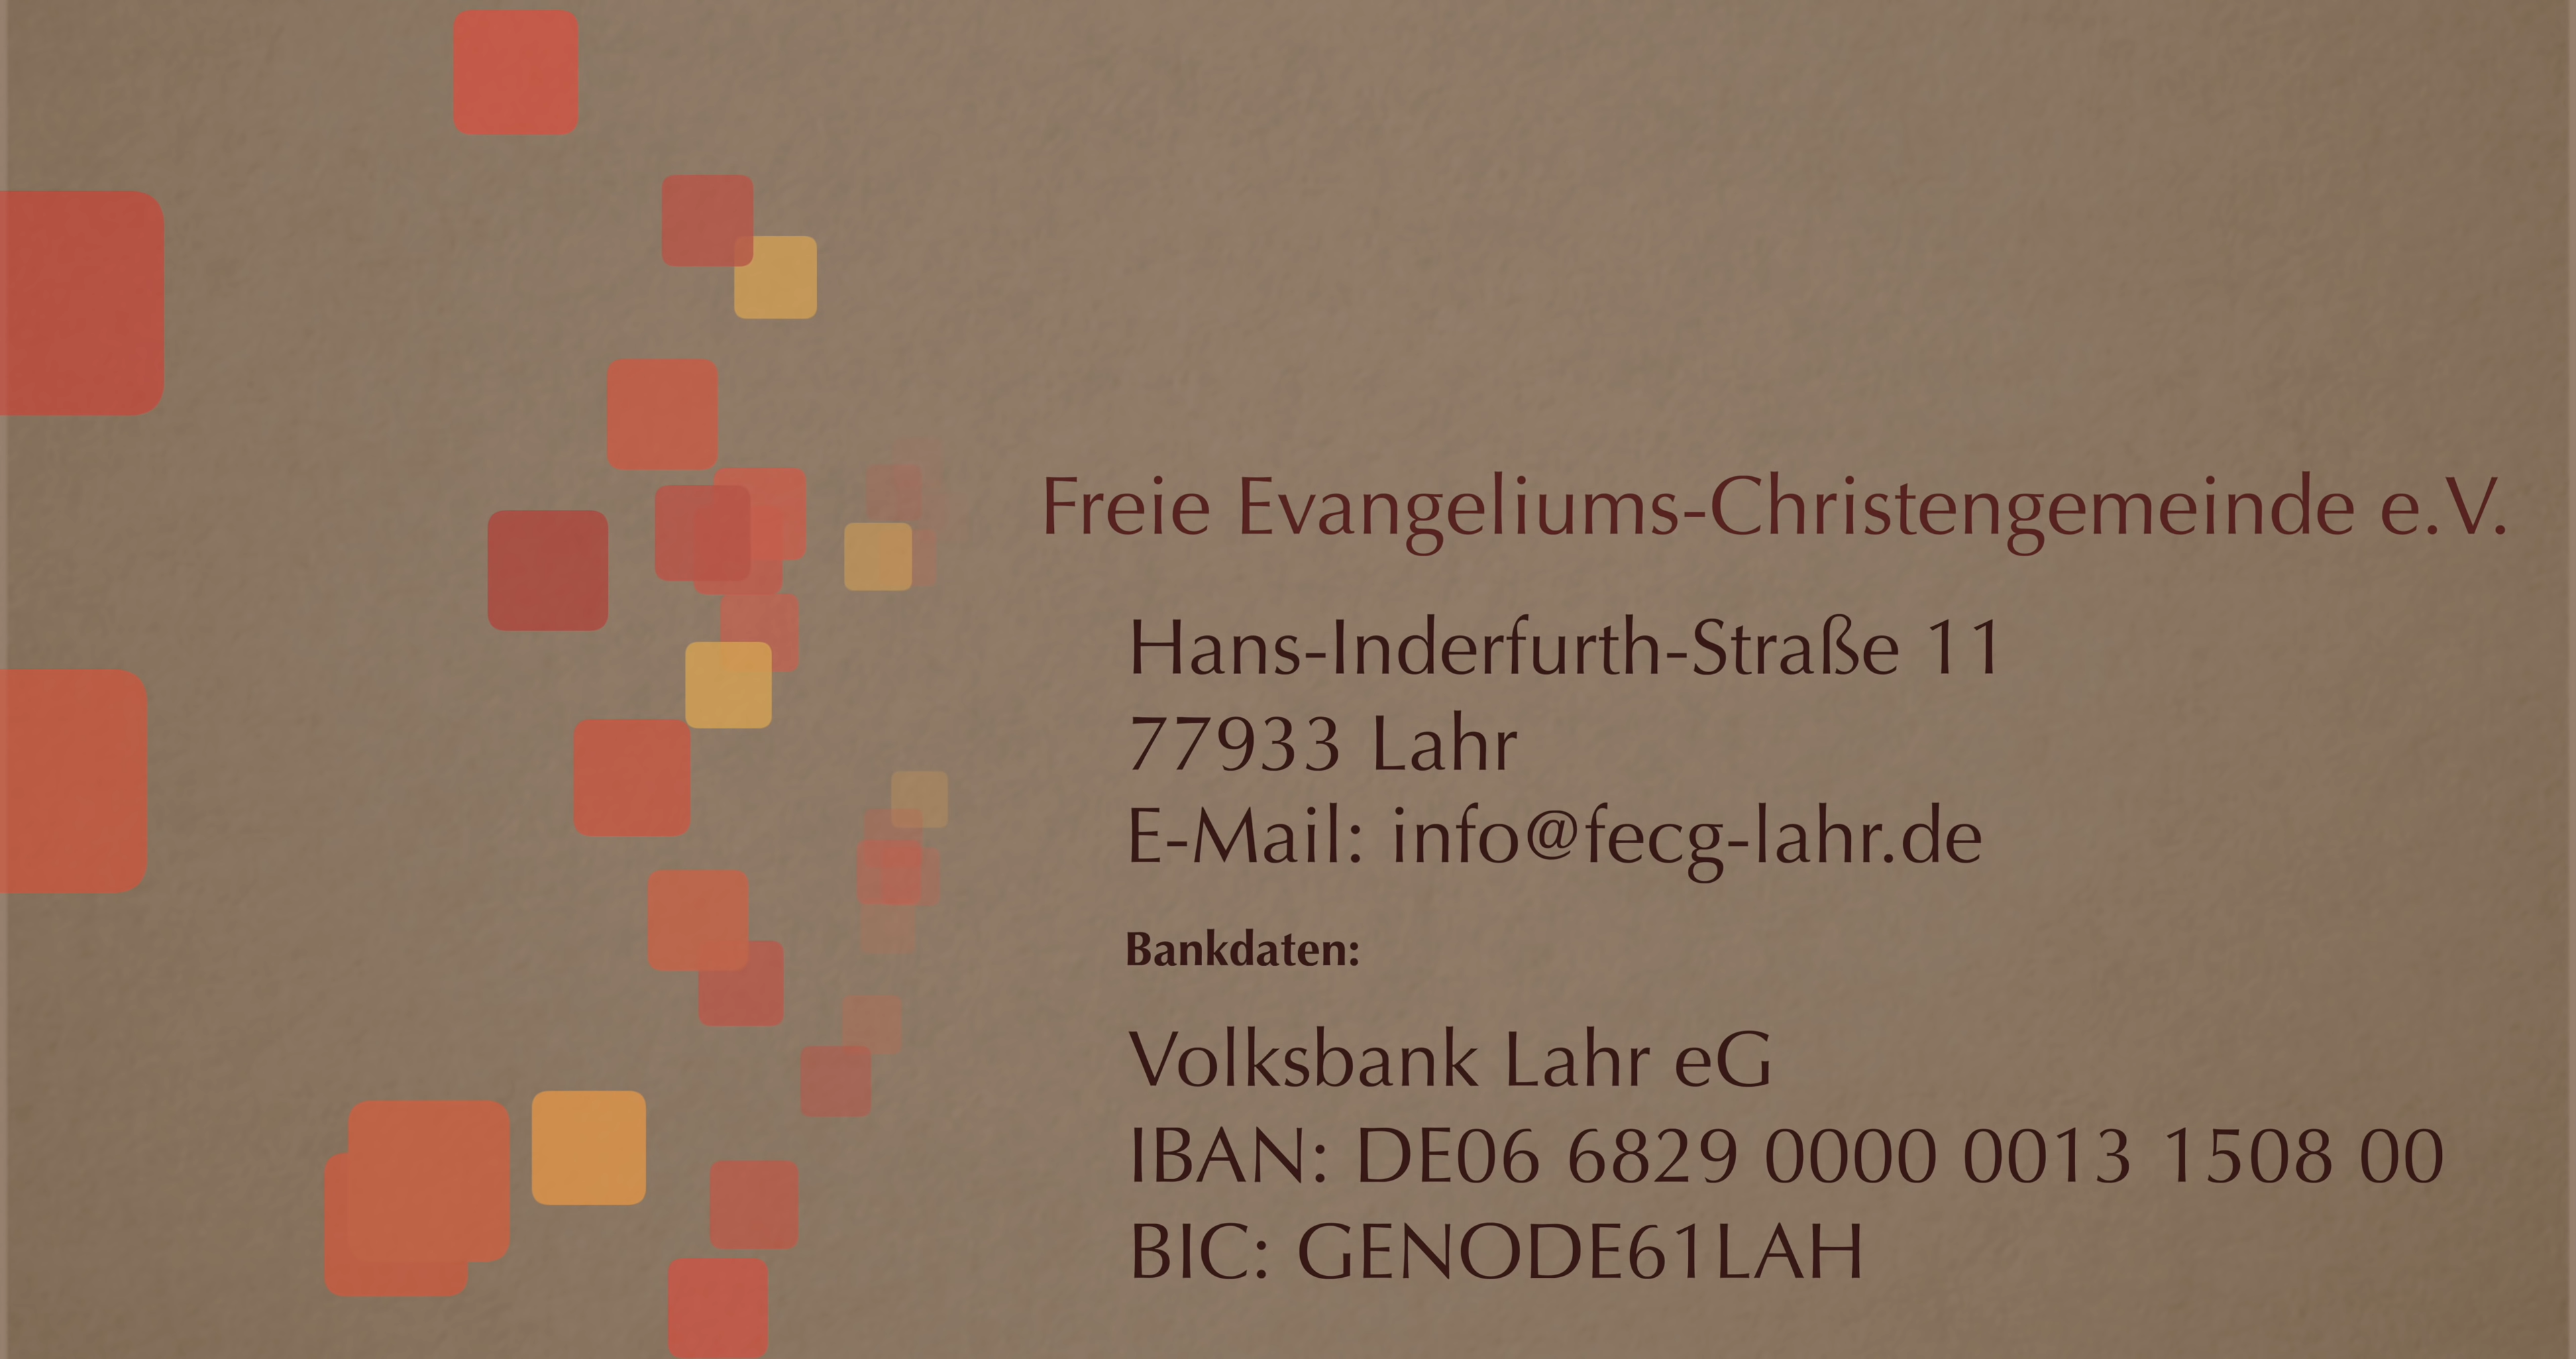 Freie Evangeliums-Christengemeinde e.V.
Hans-Inderfurth-Straße 11
77933 Lahr
E-Mail: info@fecg-lahr.de
Bankdaten:
Volksbank Lahr eG
IBAN: DE06 6829 0000 0013 1508 00
BIC: GENODE61LAH